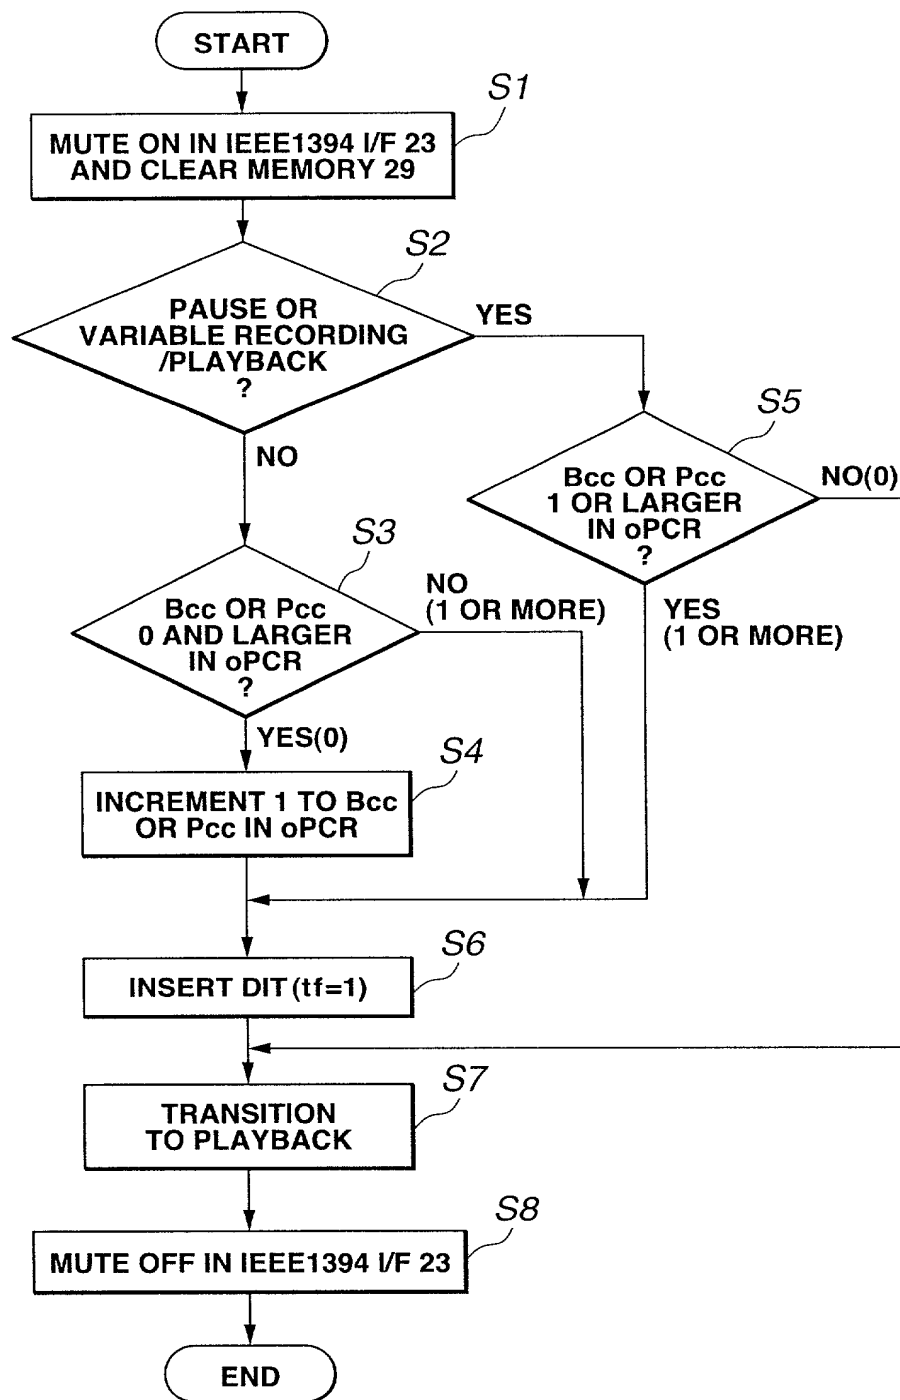 START
S1
MUTE ON IN IEEE1394 I/F 23
AND CLEAR MEMORY 29
S2
PAUSE OR
VARIABLE RECORDING
/PLAYBACK
?
YES
NO
S5
Bcc OR Pcc
1 OR LARGER
IN oPCR
?
NO(0)
YES
(1 OR MORE)
S3
Bcc OR Pcc
0 AND LARGER
IN oPCR
?
NO
(1 OR MORE)
YES(0)
S4
INCREMENT 1 TO Bcc
OR Pcc IN oPCR
S6
INSERT DIT (tf=1)
S7
TRANSITION
TO PLAYBACK
S8
MUTE OFF IN IEEE1394 I/F 23
END